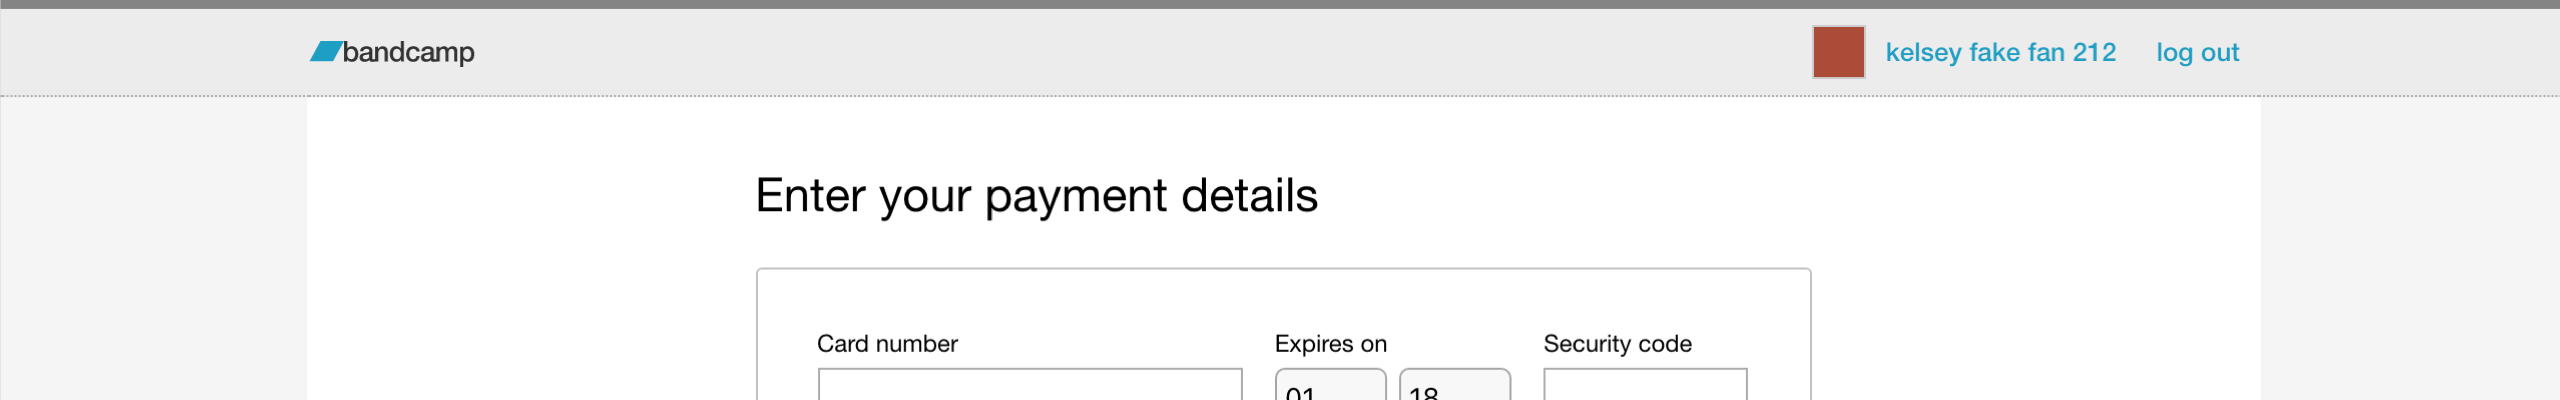 bandcamp
kelsey fake fan 212 log out
Enter your payment details
Card number Expires on Security code
01 18